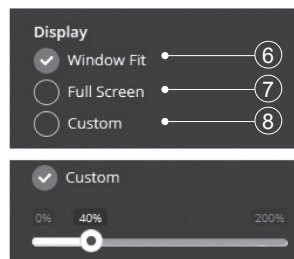 Display
Window Fit ⑥
Full Screen ⑦
Custom ⑧
Custom
0% 40% 200%